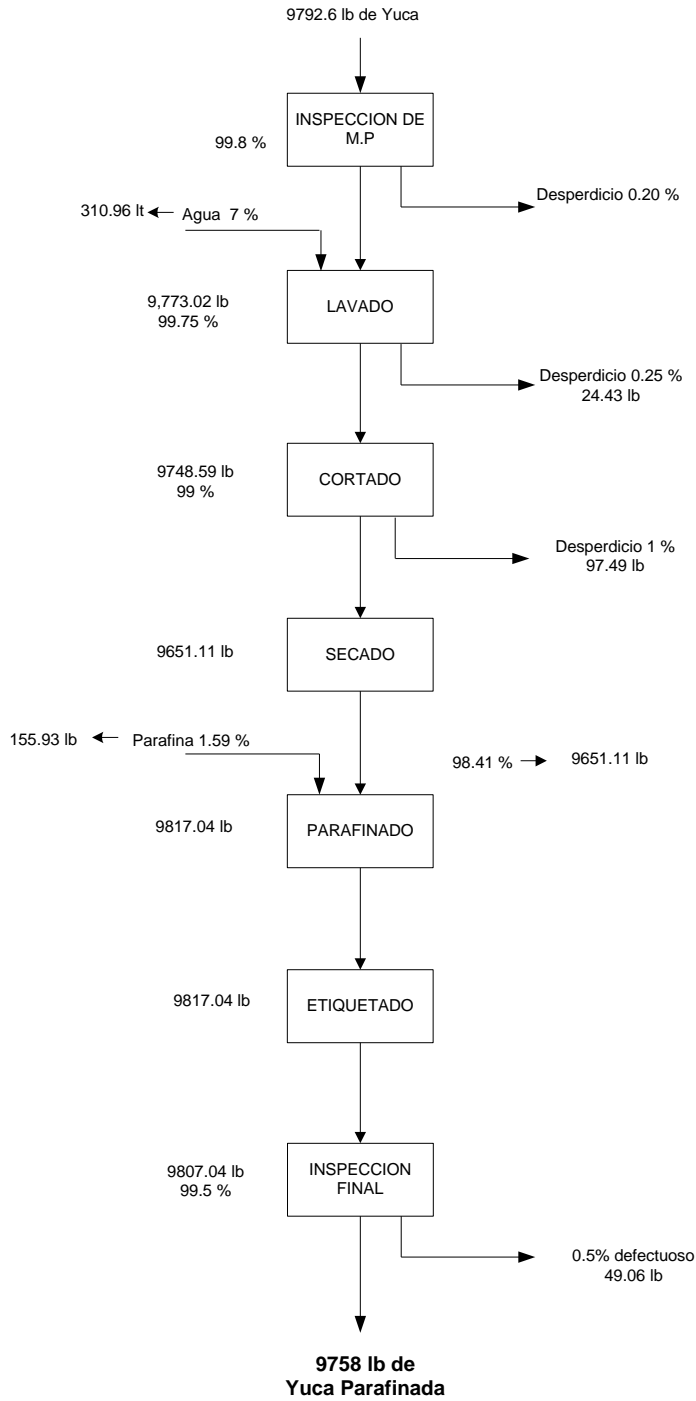 9792.6 lb de Yuca
INSPECCION DE
M.P
99.8 %
Desperdicio 0.20 %
310.96 lt
Agua 7 %
9,773.02 lb
99.75 %
LAVADO
Desperdicio 0.25 %
24.43 lb
9748.59 lb
99 %
CORTADO
Desperdicio 1 %
97.49 lb
9651.11 lb
SECADO
155.93 lb
Parafina 1.59 %
98.41 %
9651.11 lb
9817.04 lb
PARAFINADO
9817.04 lb
ETIQUETADO
9807.04 lb
99.5 %
INSPECCION
FINAL
0.5% defectuoso
49.06 lb
9758 lb de
Yuca Parafinada